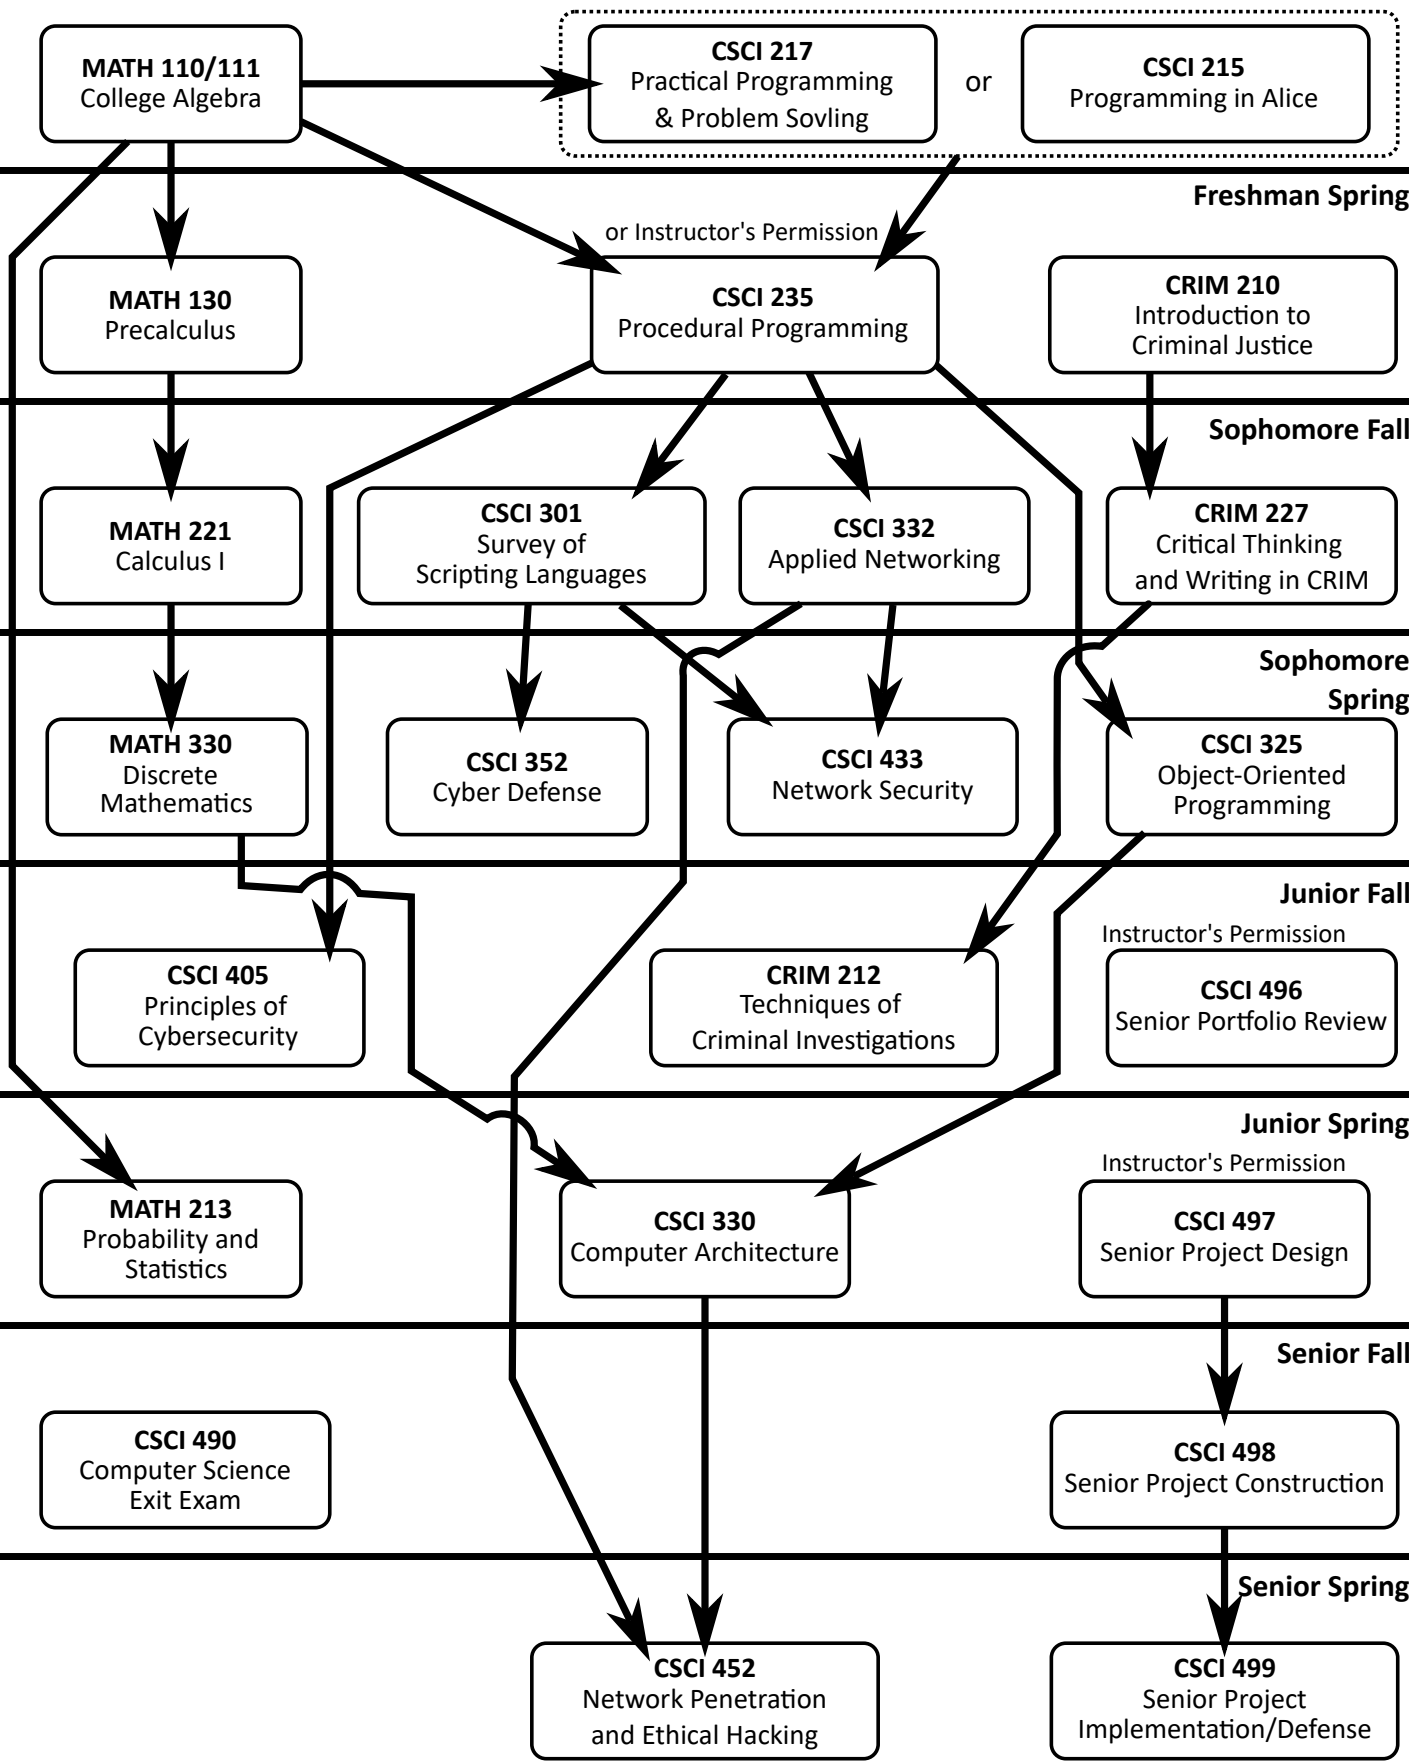 MATH 110/111
College Algebra
CSCI 217
Practical Programming
& Problem Sovling
or
CSCI 215
Programming in Alice
Freshman Spring
or Instructor's Permission
MATH 130
Precalculus
CSCI 235
Procedural Programming
CRIM 210
Introduction to
Criminal Justice
Sophomore Fall
MATH 221
Calculus I
CSCI 301
Survey of
Scripting Languages
CSCI 332
Applied Networking
CRIM 227
Critical Thinking
and Writing in CRIM
Sophomore
Spring
MATH 330
Discrete
Mathematics
CSCI 352
Cyber Defense
CSCI 433
Network Security
CSCI 325
Object-Oriented
Programming
Junior Fall
Instructor's Permission
CSCI 405
Principles of
Cybersecurity
CRIM 212
Techniques of
Criminal Investigations
CSCI 496
Senior Portfolio Review
Junior Spring
Instructor's Permission
MATH 213
Probability and
Statistics
CSCI 330
Computer Architecture
CSCI 497
Senior Project Design
Senior Fall
CSCI 490
Computer Science
Exit Exam
CSCI 498
Senior Project Construction
Senior Spring
CSCI 452
Network Penetration
and Ethical Hacking
CSCI 499
Senior Project
Implementation/Defense